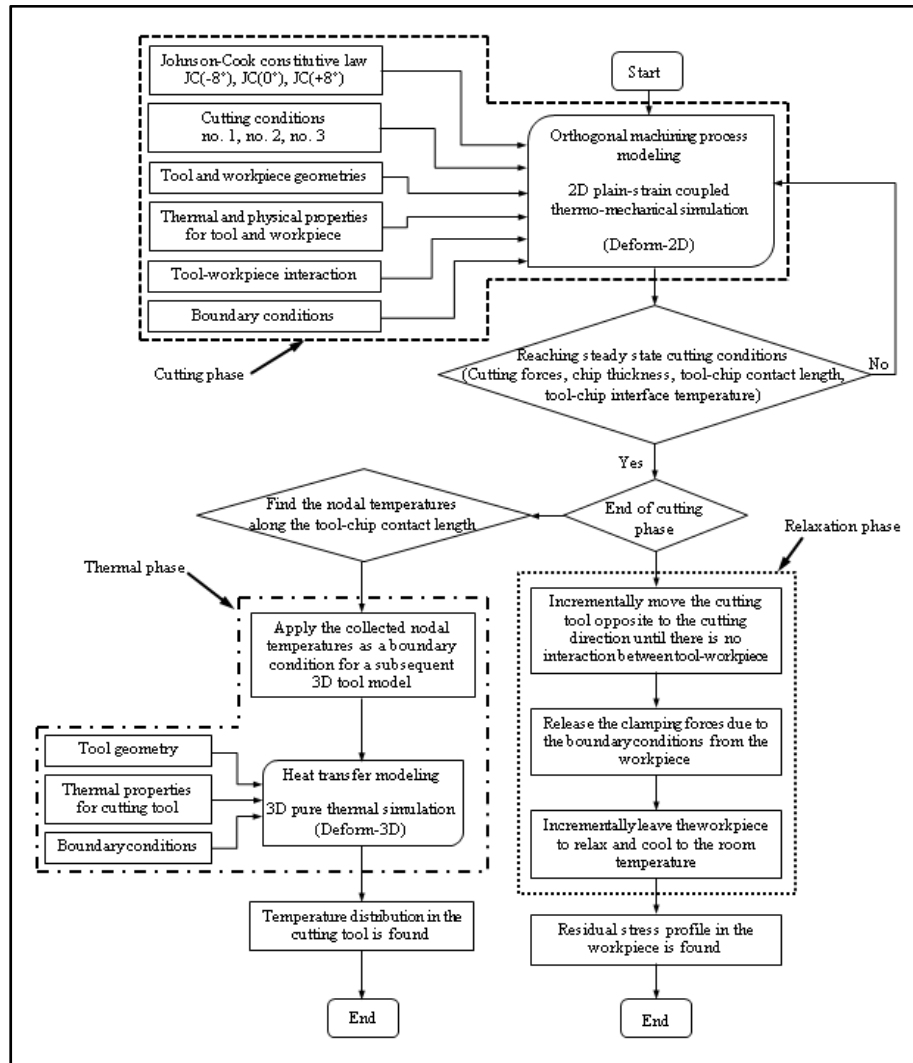 Johnson-Cook constitutive law
JC(-8°), JC(0°), JC(+8°)
Start
Cutting conditions
no. 1, no. 2, no. 3
Tool and workpiece geometries
Thermal and physical properties
for tool and workpiece
Tool-workpiece interaction
Boundary conditions
Orthogonal machining process
modeling
2D plain-strain coupled
thermo-mechanical simulation
(Deform-2D)
Cutting phase
Reaching steady state cutting conditions
(Cutting forces, chip thickness, tool-chip contact length,
tool-chip interface temperature)
No
Yes
Find the nodal temperatures
along the tool-chip contact length
End of cutting
phase
Relaxation phase
Thermal phase
Apply the collected nodal
temperatures as a boundary
condition for a subsequent
3D tool model
Incrementally move the cutting
tool opposite to the cutting
direction until there is no
interaction between tool-workpiece
Tool geometry
Thermal properties
for cutting tool
Boundary conditions
Heat transfer modeling
3D pure thermal simulation
(Deform-3D)
Release the clamping forces due to
the boundary conditions from the
workpiece
Incrementally leave the workpiece
to relax and cool to the room
temperature
Temperature distribution in the
cutting tool is found
Residual stress profile in the
workpiece is found
End
End